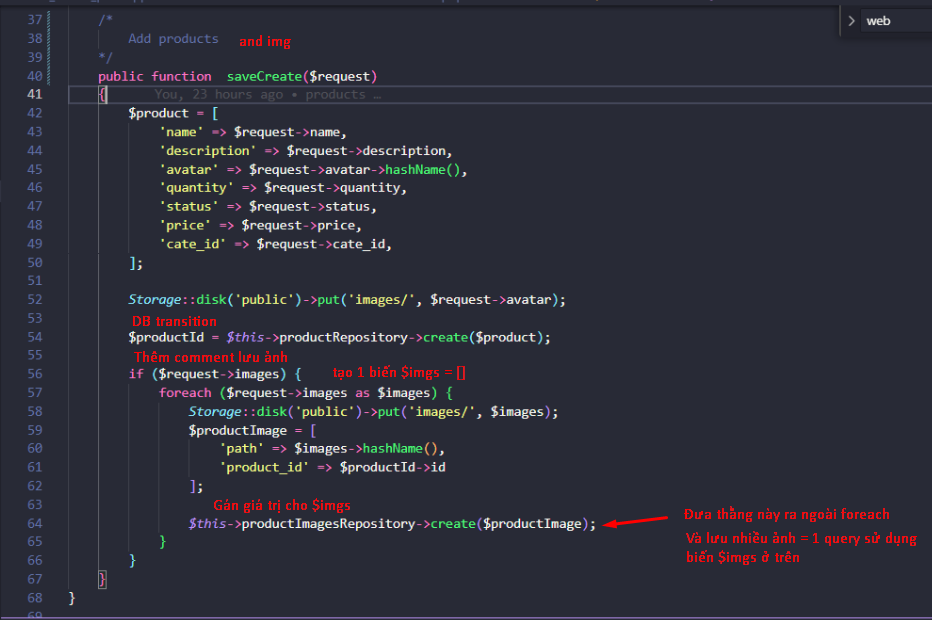 web
37 /*
38 Add products and img
39 */
40 public function saveCreate($request)
41 { You, 23 hours ago • products …
42 $product = [
43 'name' => $request->name,
44 'description' => $request->description,
45 'avatar' => $request->avatar->hashName(),
46 'quantity' => $request->quantity,
47 'status' => $request->status,
48 'price' => $request->price,
49 'cate_id' => $request->cate_id,
50 ];
51
52 Storage::disk('public')->put('images/', $request->avatar);
53 DB transition
54 $productId = $this->productRepository->create($product);
55 Thêm comment lưu ảnh
56 if ($request->images) { tạo 1 biến $imgs = []
57 foreach ($request->images as $images) {
58 Storage::disk('public')->put('images/', $images);
59 $productImage = [
60 'path' => $images->hashName(),
61 'product_id' => $productId->id
62 ];
63 Gán giá trị cho $imgs
64 $this->productImagesRepository->create($productImage);
Đưa thằng này ra ngoài foreach
Và lưu nhiều ảnh = 1 query sử dụng
biến $imgs ở trên
65 }
66 }
67 }
68 }
69